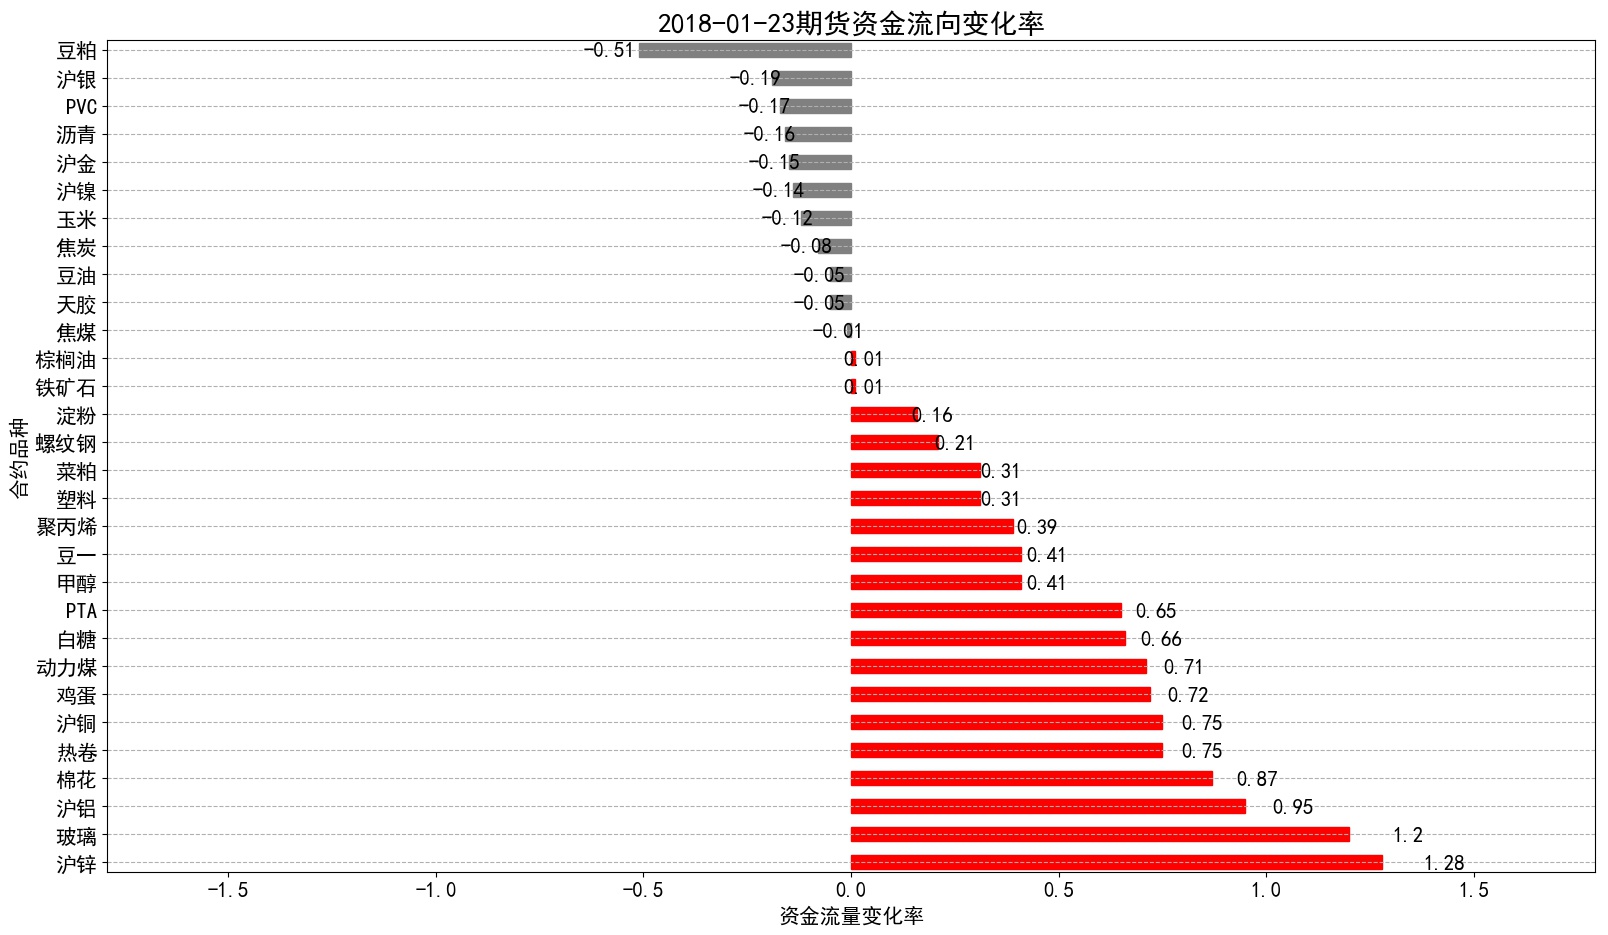 2018-01-23期货资金流向变化率
豆粕 -0.51
沪银 -0.19
PVC -0.17
沥青 -0.16
沪金 -0.15
沪镍 -0.14
玉米 -0.12
焦炭 -0.08
豆油 -0.05
天胶 -0.05
焦煤 -0.01
棕榈油 0.01
铁矿石 0.01
淀粉 0.16
螺纹钢 0.21
菜粕 0.31
塑料 0.31
聚丙烯 0.39
豆一 0.41
甲醇 0.41
PTA 0.65
白糖 0.66
动力煤 0.71
鸡蛋 0.72
沪铜 0.75
热卷 0.75
棉花 0.87
沪铝 0.95
玻璃 1.2
沪锌 1.28
合约品种
-1.5 -1.0 -0.5 0.0 0.5 1.0 1.5
资金流量变化率